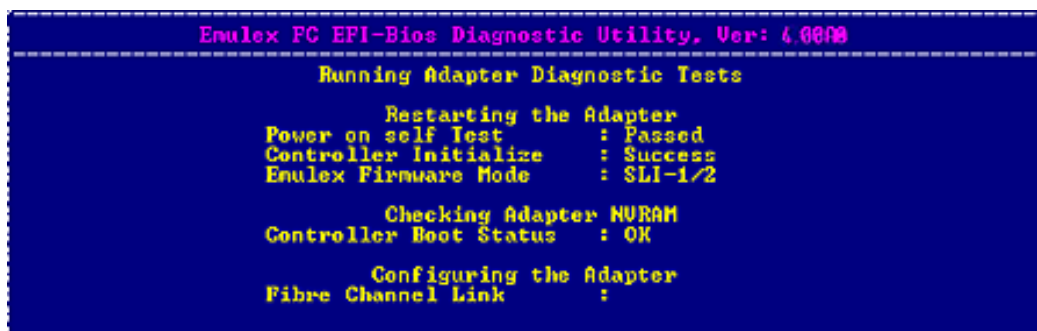 Emulex FC EFI-Bios Diagnostic Utility, Ver: 4.00A0
Running Adapter Diagnostic Tests
Restarting the Adapter
Power on self Test : Passed
Controller Initialize : Success
Emulex Firmware Mode : SLI-1/2
Checking Adapter NVRAM
Controller Boot Status : OK
Configuring the Adapter
Fibre Channel Link :